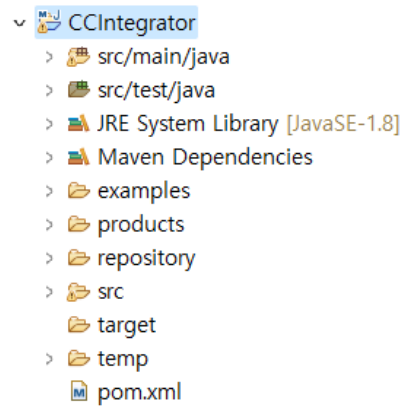 CCIntegrator
src/main/java
src/test/java
JRE System Library [JavaSE-1.8]
Maven Dependencies
examples
products
repository
src
target
temp
pom.xml